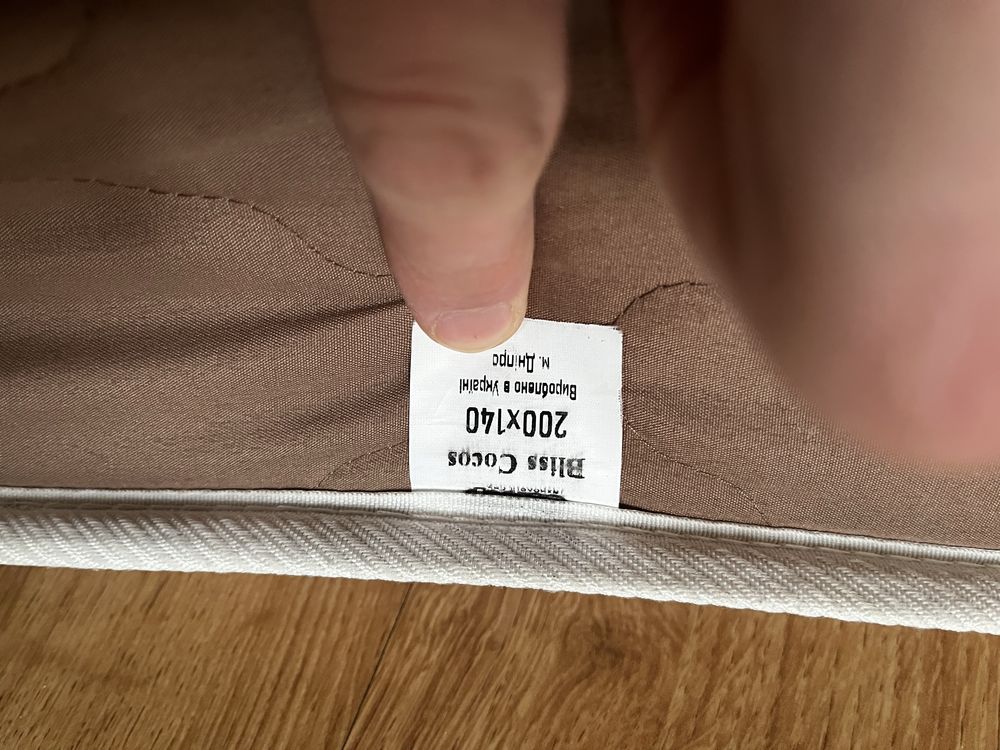 Bliss Cocos
200x140
Вироблено в Україні
м. Дніпро